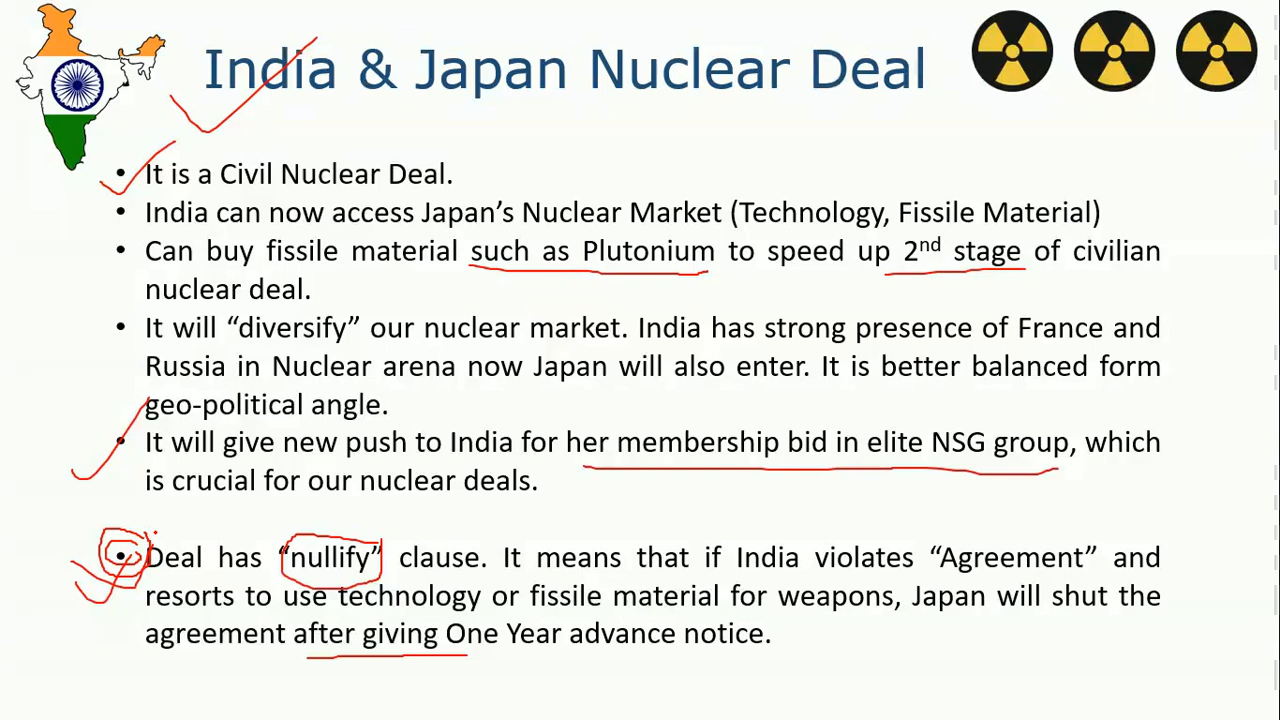 India & Japan Nuclear Deal
• It is a Civil Nuclear Deal.
• India can now access Japan’s Nuclear Market (Technology, Fissile Material)
• Can buy fissile material such as Plutonium to speed up 2nd stage of civilian
nuclear deal.
• It will “diversify” our nuclear market. India has strong presence of France and
Russia in Nuclear arena now Japan will also enter. It is better balanced form
geo-political angle.
• It will give new push to India for her membership bid in elite NSG group, which
is crucial for our nuclear deals.
• Deal has “nullify” clause. It means that if India violates “Agreement” and
resorts to use technology or fissile material for weapons, Japan will shut the
agreement after giving One Year advance notice.